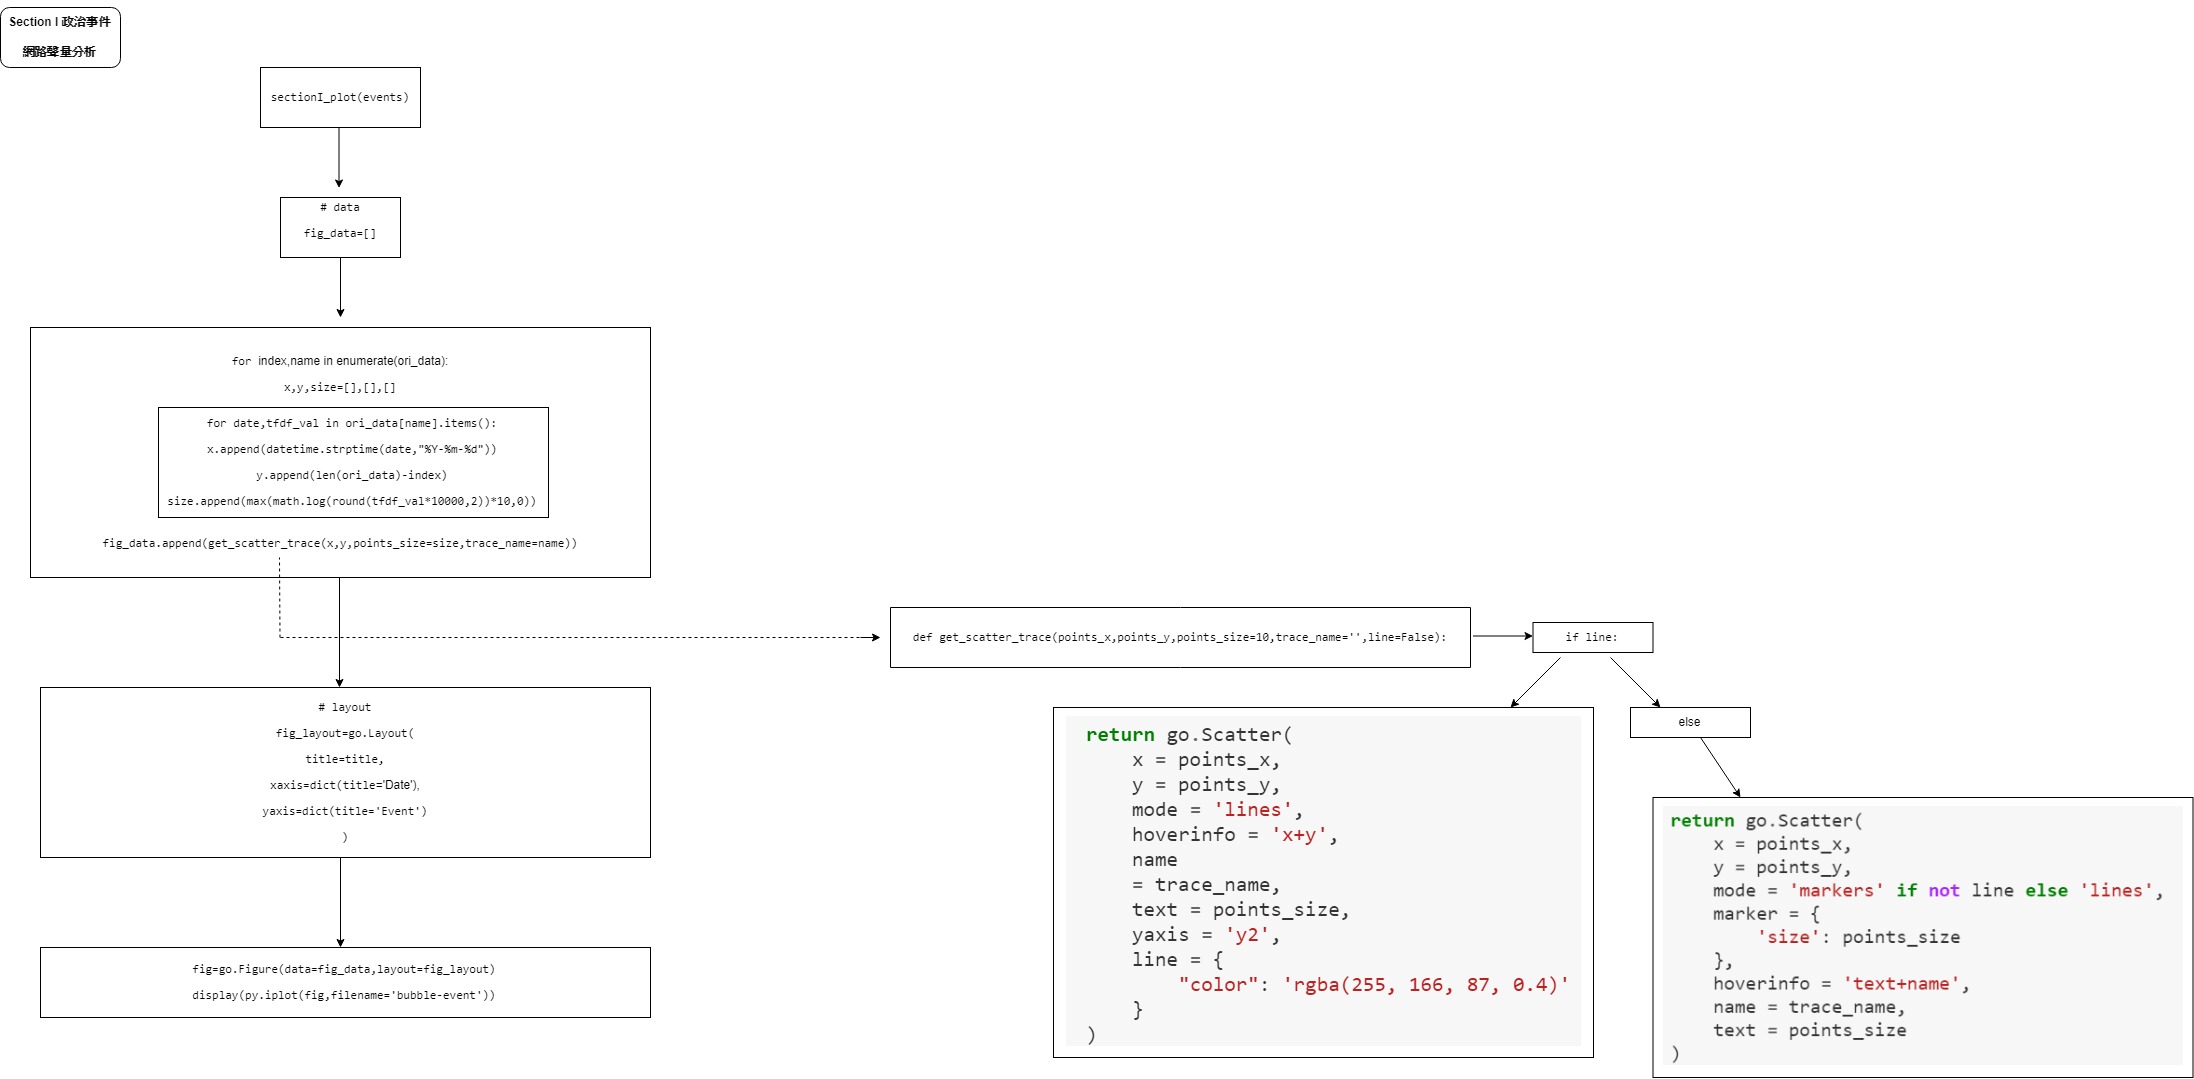 Section I 政治事件
網路聲量分析
sectionI_plot(events)
# data
fig_data=[]
for index,name in enumerate(ori_data):
x,y,size=[],[],[]
for date,tfdf_val in ori_data[name].items():
x.append(datetime.strptime(date,"%Y-%m-%d"))
y.append(len(ori_data)-index)
size.append(max(math.log(round(tfdf_val*10000,2))*10,0))
fig_data.append(get_scatter_trace(x,y,points_size=size,trace_name=name))
# layout
fig_layout=go.Layout(
title=title,
xaxis=dict(title='Date'),
yaxis=dict(title='Event')
)
fig=go.Figure(data=fig_data,layout=fig_layout)
display(py.iplot(fig,filename='bubble-event'))
def get_scatter_trace(points_x,points_y,points_size=10,trace_name='',line=False):
if line:
return go.Scatter(
x = points_x,
y = points_y,
mode = 'lines',
hoverinfo = 'x+y',
name
= trace_name,
text = points_size,
yaxis = 'y2',
line = {
"color": 'rgba(255, 166, 87, 0.4)'
}
)
else
return go.Scatter(
x = points_x,
y = points_y,
mode = 'markers' if not line else 'lines',
marker = {
'size': points_size
},
hoverinfo = 'text+name',
name = trace_name,
text = points_size
)